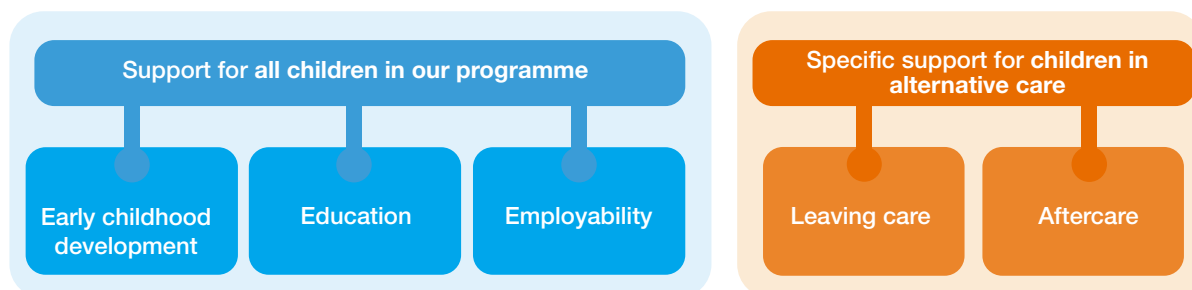 Support for all children in our programme
Early childhood
development
Education
Employability
Specific support for children in
alternative care
Leaving care
Aftercare